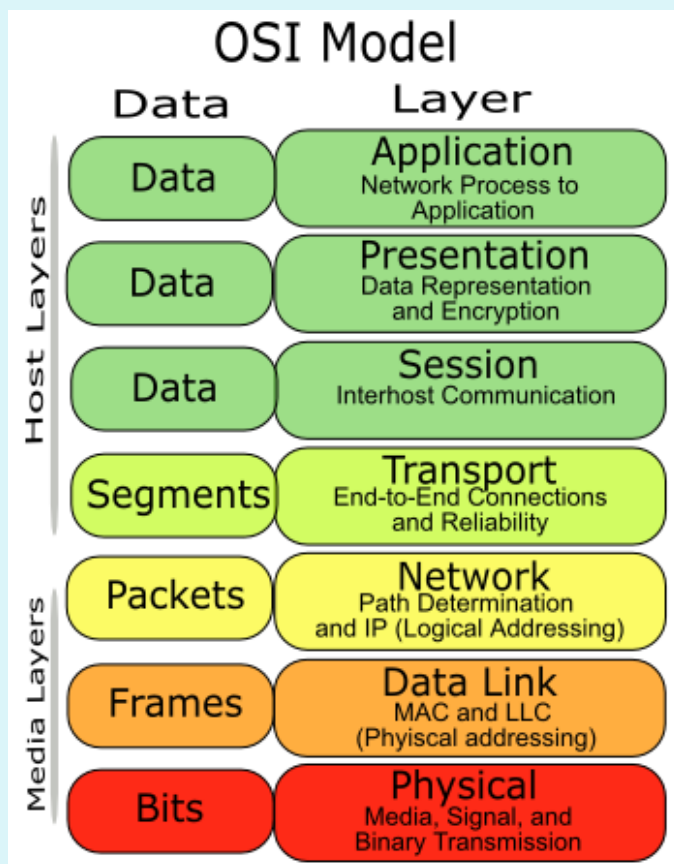 OSI Model
Data Layer
Host Layers
Data
Application
Network Process to
Application
Data
Presentation
Data Representation
and Encryption
Data
Session
Interhost Communication
Segments
Transport
End-to-End Connections
and Reliability
Media Layers
Packets
Network
Path Determination
and IP (Logical Addressing)
Frames
Data Link
MAC and LLC
(Phyiscal addressing)
Bits
Physical
Media, Signal, and
Binary Transmission